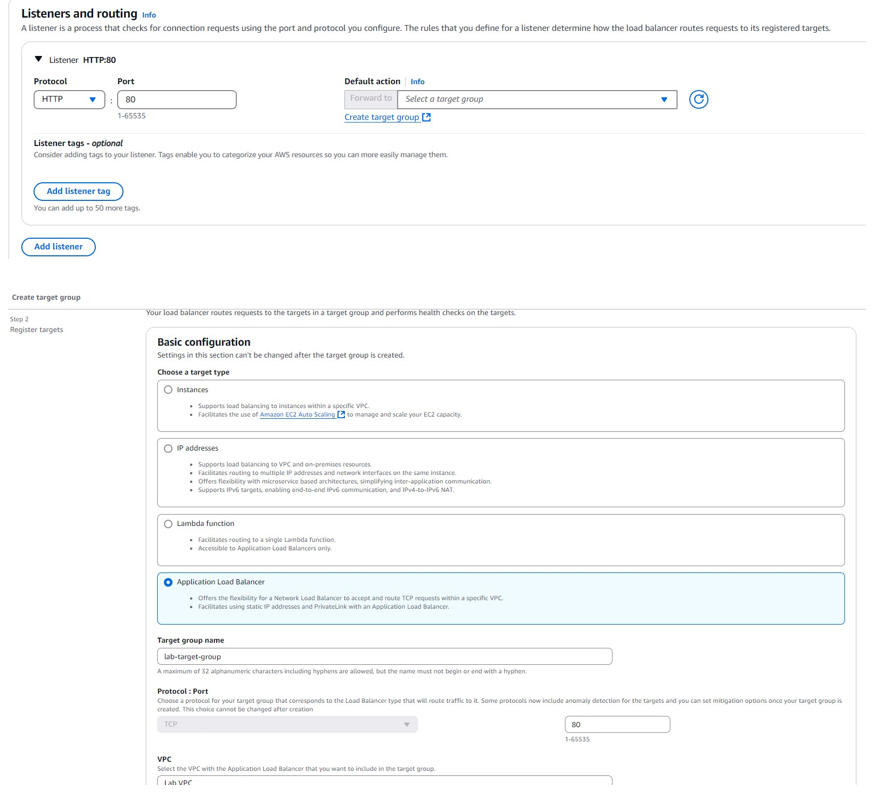 Listeners and routing Info
A listener is a process that checks for connection requests using the port and protocol you configure. The rules that you define for a listener determine how the load balancer routes requests to its registered targets.
Listener HTTP:80
Protocol Port Default action Info
HTTP : 80 Forward to Select a target group
1-65535 Create target group
Listener tags - optional
Consider adding tags to your listener. Tags enable you to categorize your AWS resources so you can more easily manage them.
Add listener tag
You can add up to 50 more tags.
Add listener
Create target group
Step 2
Register targets
Your load balancer routes requests to the targets in a target group and performs health checks on the targets.
Basic configuration
Settings in this section can't be changed after the target group is created.
Choose a target type
Instances
• Supports load balancing to instances within a specific VPC.
• Facilitates the use of Amazon EC2 Auto Scaling to manage and scale your EC2 capacity.
IP addresses
• Supports load balancing to VPC and on-premises resources.
• Facilitates routing to multiple IP addresses and network interfaces on the same instance.
• Offers flexibility with microservice based architectures, simplifying inter-application communication.
• Supports IPv6 targets, enabling end-to-end IPv6 communication, and IPv4-to-IPv6 NAT.
Lambda function
• Facilitates routing to a single Lambda function.
• Accessible to Application Load Balancers only.
Application Load Balancer
• Offers the flexibility for a Network Load Balancer to accept and route TCP requests within a specific VPC.
• Facilitates using static IP addresses and PrivateLink with an Application Load Balancer.
Target group name
lab-target-group
A maximum of 32 alphanumeric characters including hyphens are allowed, but the name must not begin or end with a hyphen.
Protocol : Port
Choose a protocol for your target group that corresponds to the Load Balancer type that will route traffic to it. Some protocols now include anomaly detection for the targets and you can set mitigation options once your target group is
created. This choice cannot be changed after creation
TCP 80
1-65535
VPC
Select the VPC with the Application Load Balancer that you want to include in the target group.
Lab VPC